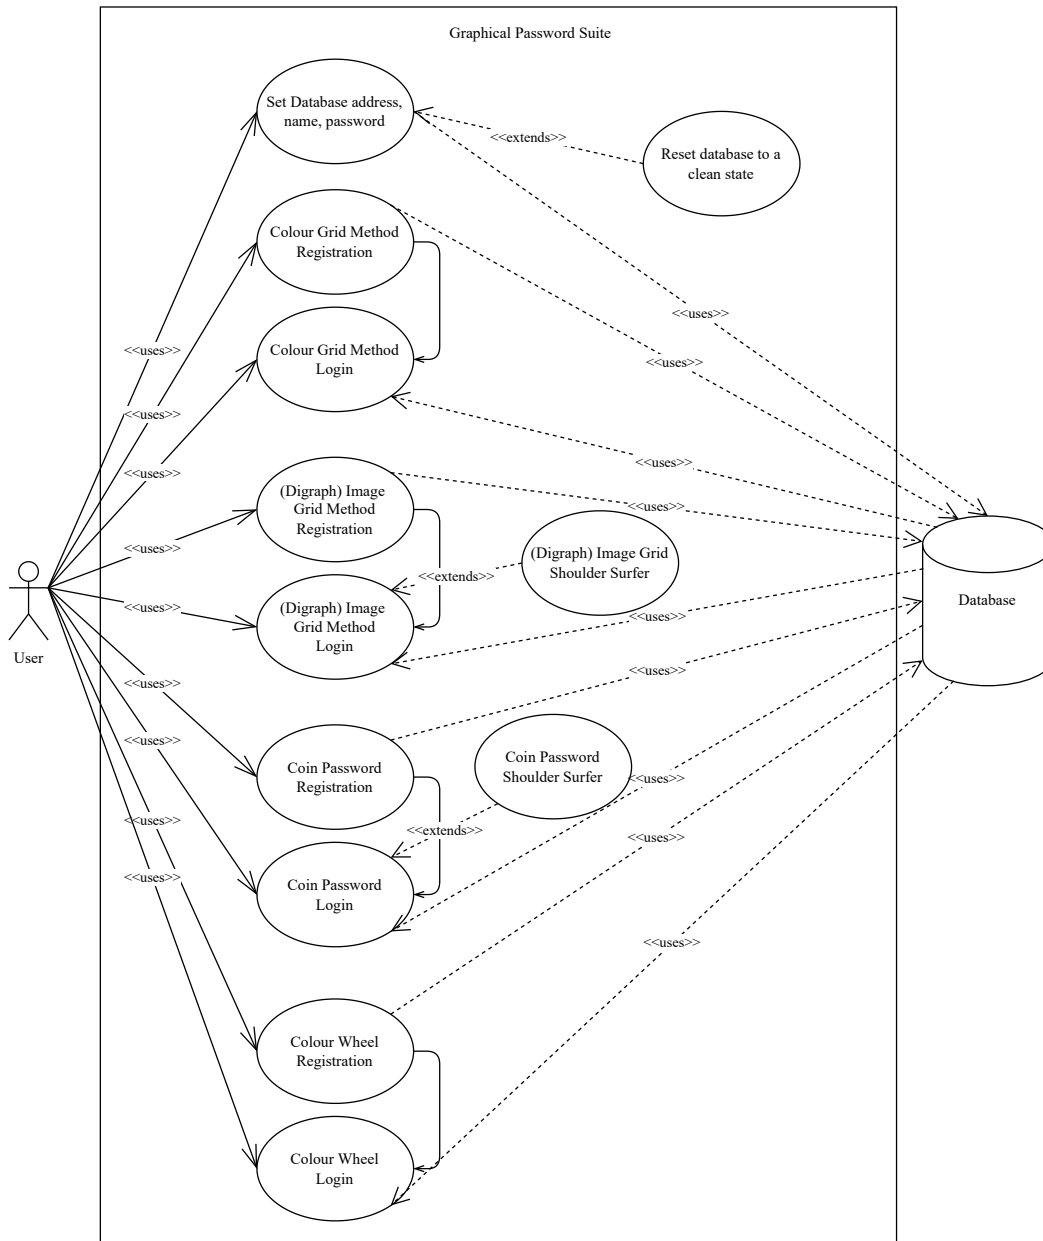 Graphical Password Suite
Set Database address,
name, password
<<extends>>
Reset database to a
clean state
Colour Grid Method
Registration
<<uses>>
<<uses>>
Colour Grid Method
Login
<<uses>>
<<uses>>
<<uses>>
<<uses>>
(Digraph) Image
Grid Method
Registration
<<uses>>
<<uses>>
<<uses>>
(Digraph) Image Grid
Shoulder Surfer
<<extends>>
Database
(Digraph) Image
Grid Method
Login
<<uses>>
<<uses>>
User
<<uses>>
<<uses>>
<<uses>>
Coin Password
Registration
Coin Password
Shoulder Surfer
<<uses>>
<<uses>>
<<extends>>
<<uses>>
Coin Password
Login
<<uses>>
<<uses>>
Colour Wheel
Registration
Colour Wheel
Login